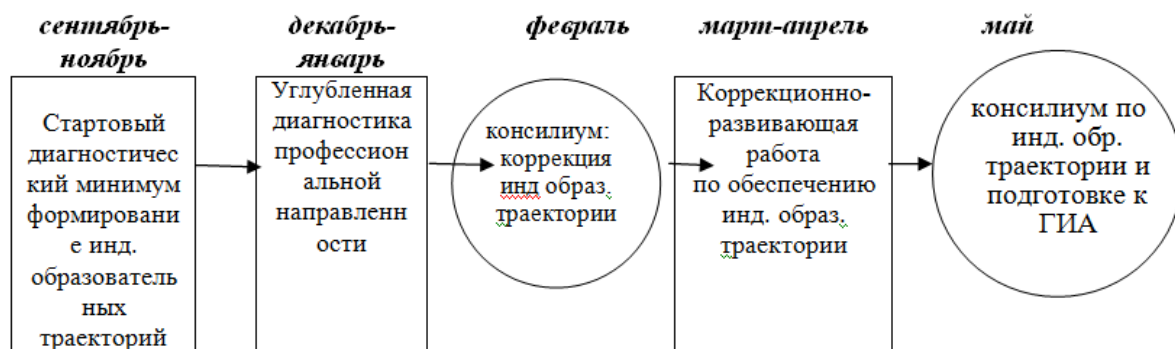 сентябрь-
ноябрь
Стартовый
диагностичес
кий минимум
формировани
е инд.
образователь
ных
траекторий
декабрь-
январь
Углубленная
диагностика
профессион
альной
направленн
ости
февраль
консилиум:
коррекция
инд образ.
траектории
март-апрель
Коррекционно-
развивающая
работа
по обеспечению
инд. образ.
траектории
май
консилиум по
инд. обр.
траектории и
подготовке к
ГИА